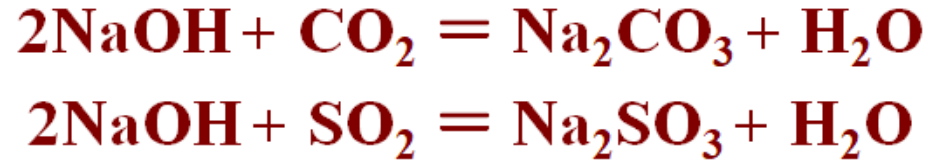 2NaOH + CO₂ = Na₂CO₃ + H₂O
2NaOH + SO₂ = Na₂SO₃ + H₂O